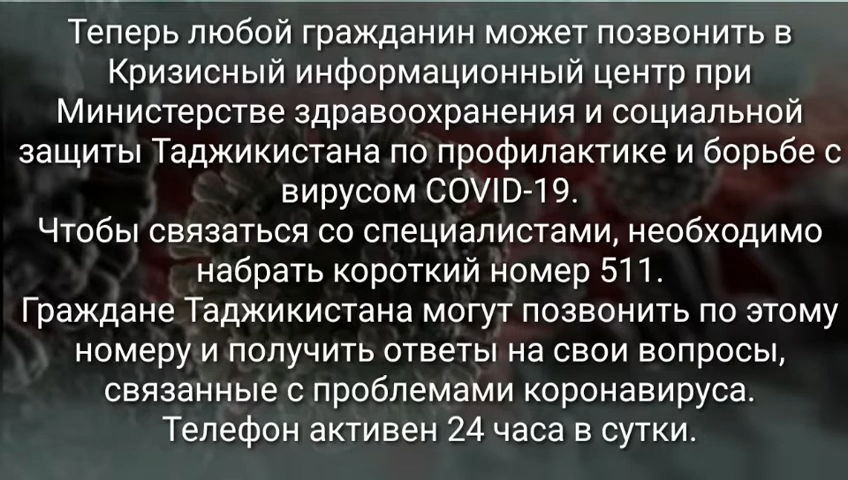 Теперь любой гражданин может позвонить в
Кризисный информационный центр при
Министерстве здравоохранения и социальной
защиты Таджикистана по профилактике и борьбе с
вирусом COVID-19.
Чтобы связаться со специалистами, необходимо
набрать короткий номер 511.
Граждане Таджикистана могут позвонить по этому
номеру и получить ответы на свои вопросы,
связанные с проблемами коронавируса.
Телефон активен 24 часа в сутки.